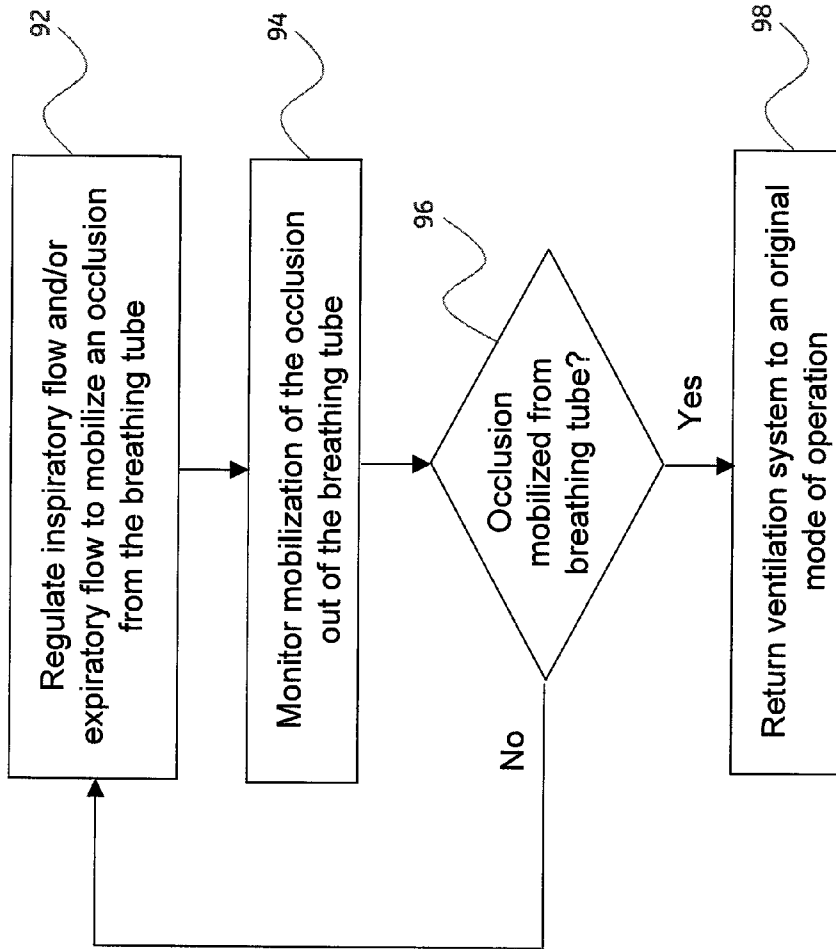 92
Regulate inspiratory flow and/or
expiratory flow to mobilize an occlusion
from the breathing tube
94
Monitor mobilization of the occlusion
out of the breathing tube
96
Occlusion
mobilized from
breathing tube?
No
Yes
98
Return ventilation system to an original
mode of operation